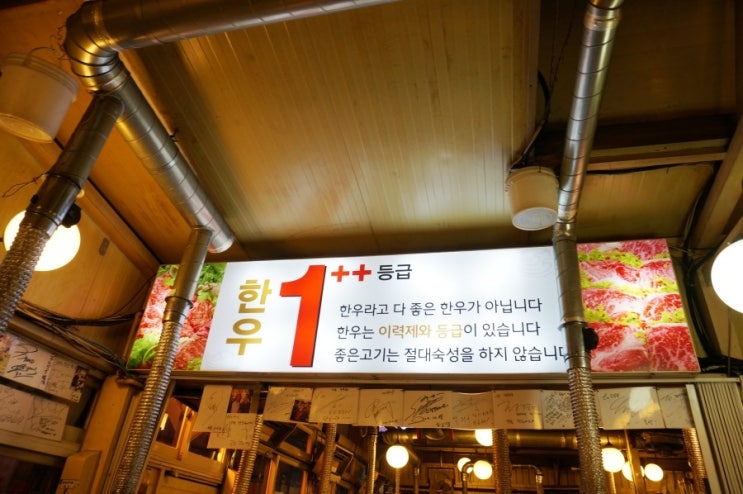 한우 1++ 등급
한우라고 다 좋은 한우가 아닙니다
한우는 이력제와 등급이 있습니다
좋은고기는 절대숙성을 하지 않습니다